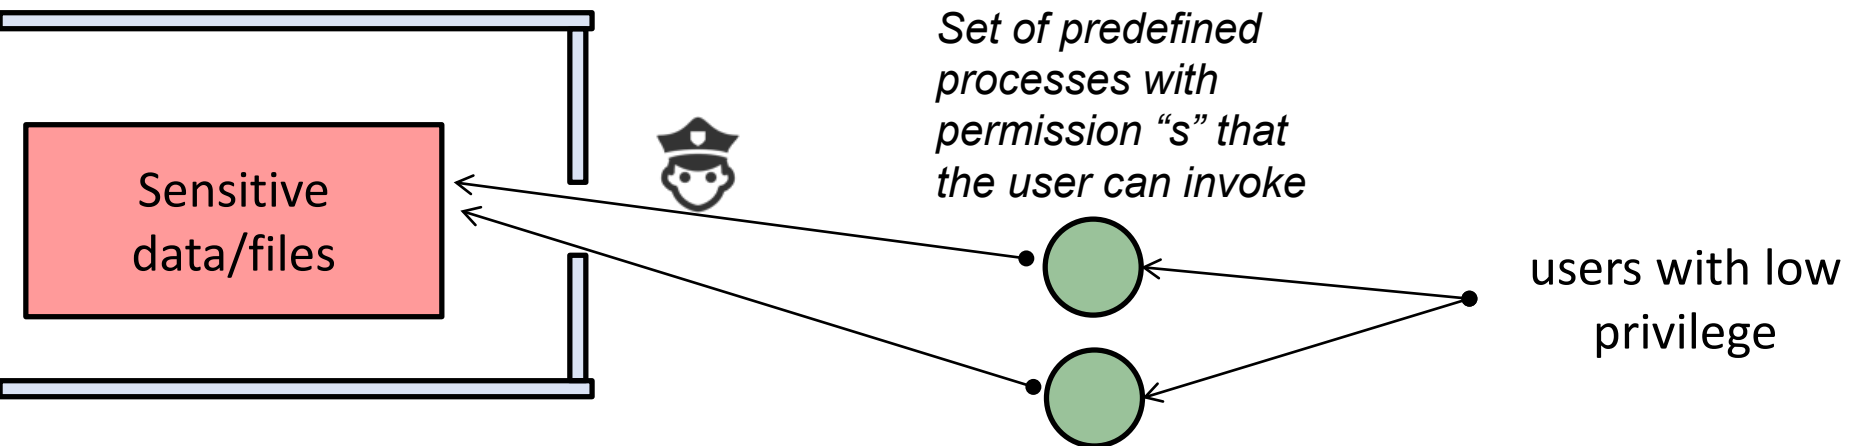 Set of predefined
processes with
permission “s” that
the user can invoke
Sensitive
data/files
users with low
privilege